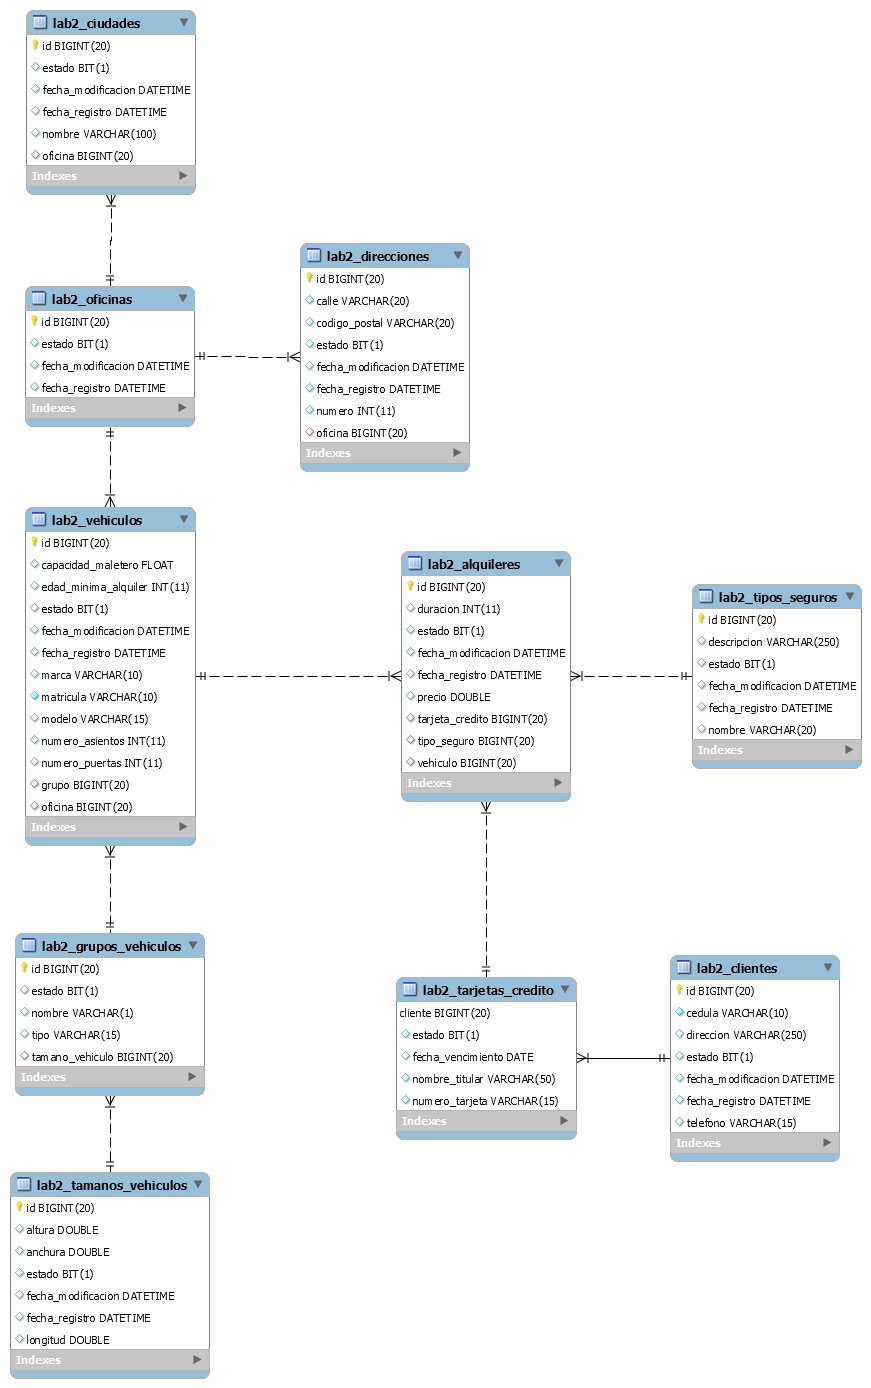 lab2_ciudades
id BIGINT(20)
estado BIT(1)
fecha_modificacion DATETIME
fecha_registro DATETIME
nombre VARCHAR(100)
oficina BIGINT(20)
Indexes
lab2_oficinas
id BIGINT(20)
estado BIT(1)
fecha_modificacion DATETIME
fecha_registro DATETIME
Indexes
lab2_direcciones
id BIGINT(20)
calle VARCHAR(20)
codigo_postal VARCHAR(20)
estado BIT(1)
fecha_modificacion DATETIME
fecha_registro DATETIME
numero INT(11)
oficina BIGINT(20)
Indexes
lab2_vehiculos
id BIGINT(20)
capacidad_maletero FLOAT
edad_minima_alquiler INT(11)
estado BIT(1)
fecha_modificacion DATETIME
fecha_registro DATETIME
marca VARCHAR(10)
matricula VARCHAR(10)
modelo VARCHAR(15)
numero_asientos INT(11)
numero_puertas INT(11)
grupo BIGINT(20)
oficina BIGINT(20)
Indexes
lab2_alquileres
id BIGINT(20)
duracion INT(11)
estado BIT(1)
fecha_modificacion DATETIME
fecha_registro DATETIME
precio DOUBLE
tarjeta_credito BIGINT(20)
tipo_seguro BIGINT(20)
vehiculo BIGINT(20)
Indexes
lab2_tipos_seguros
id BIGINT(20)
descripcion VARCHAR(250)
estado BIT(1)
fecha_modificacion DATETIME
fecha_registro DATETIME
nombre VARCHAR(20)
Indexes
lab2_grupos_vehiculos
id BIGINT(20)
estado BIT(1)
nombre VARCHAR(1)
tipo VARCHAR(15)
tamano_vehiculo BIGINT(20)
Indexes
lab2_tarjetas_credito
cliente BIGINT(20)
estado BIT(1)
fecha_vencimiento DATE
nombre_titular VARCHAR(50)
numero_tarjeta VARCHAR(15)
Indexes
lab2_clientes
id BIGINT(20)
cedula VARCHAR(10)
direccion VARCHAR(250)
estado BIT(1)
fecha_modificacion DATETIME
fecha_registro DATETIME
telefono VARCHAR(15)
Indexes
lab2_tamanos_vehiculos
id BIGINT(20)
altura DOUBLE
anchura DOUBLE
estado BIT(1)
fecha_modificacion DATETIME
fecha_registro DATETIME
longitud DOUBLE
Indexes